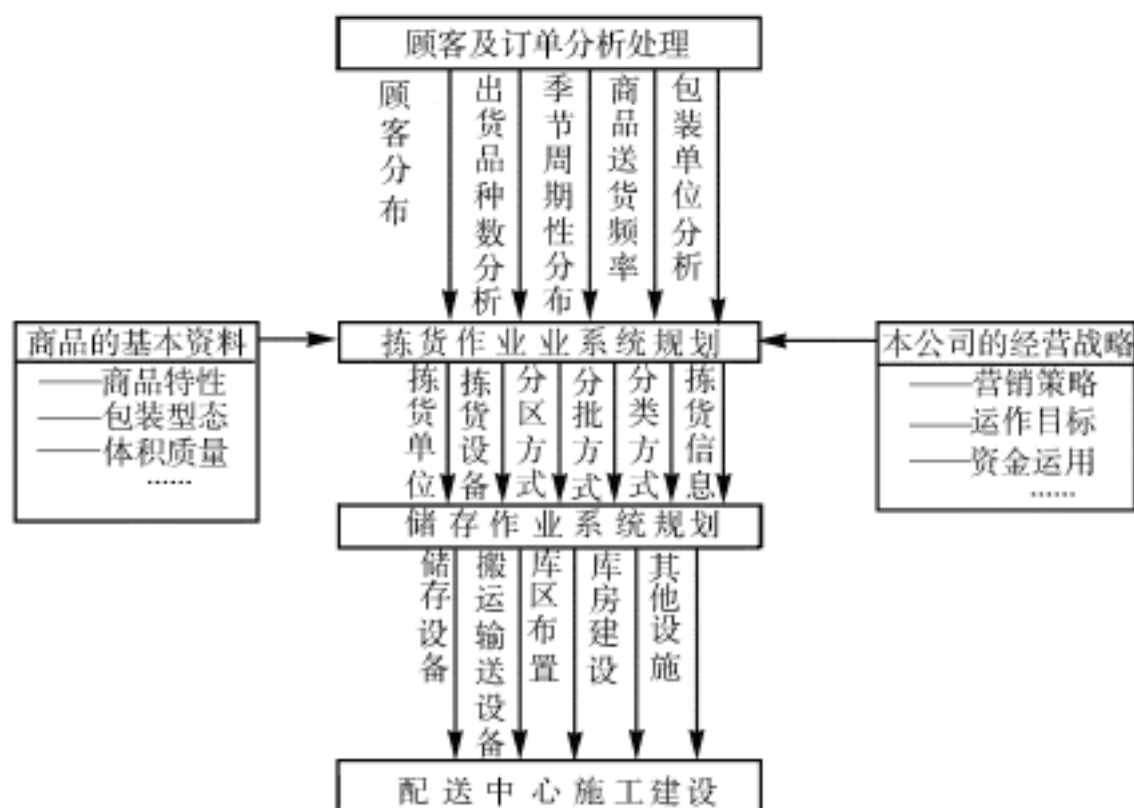 顾客及订单分析处理
顾客分布
出货品种数分析
季节周期性分布
商品送货频率
包装单位分析
商品的基本资料
——商品特性
——包装型态
——体积质量
……
拣货作业业系统规划
本公司的经营战略
——营销策略
——运作目标
——资金运用
……
拣货单位
拣货设备
分区方式
分批方式
分类方式
拣货信息
储存作业系统规划
储存设备
搬运输送设备
库区布置
库房建设
其他设施
配送中心施工建设